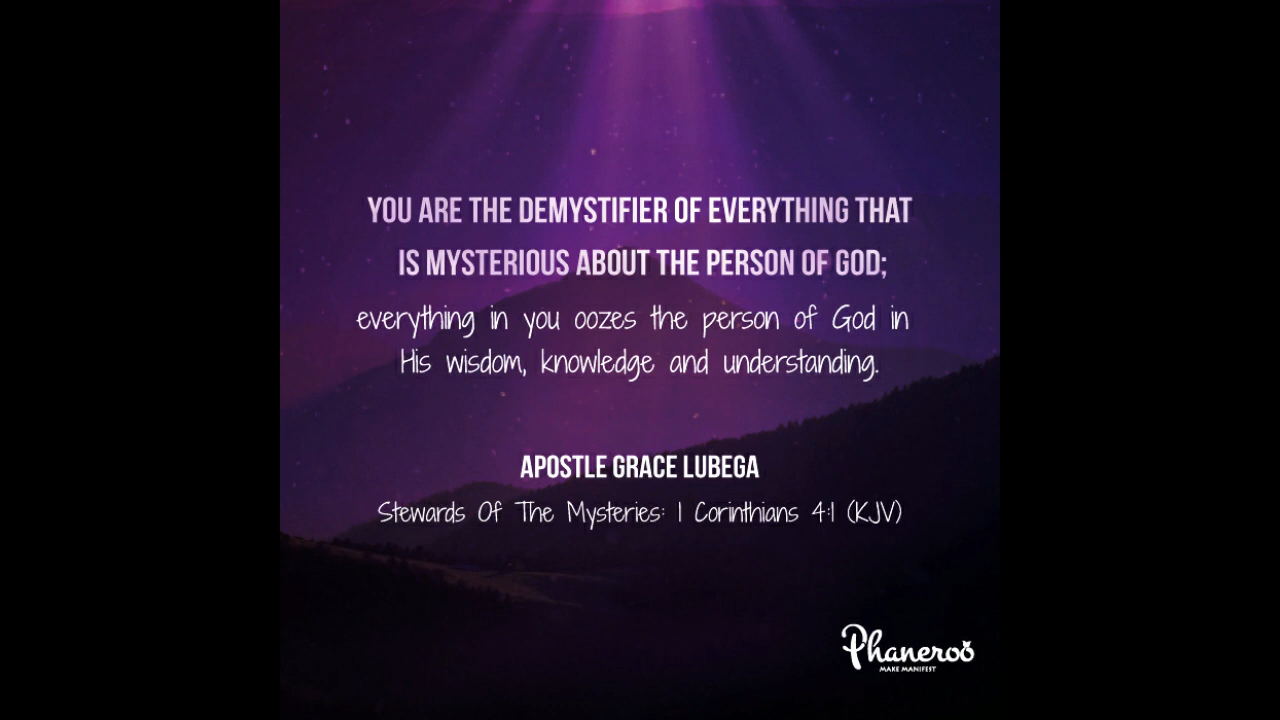 YOU ARE THE DEMYSTIFIER OF EVERYTHING THAT
IS MYSTERIOUS ABOUT THE PERSON OF GOD;
everything in you oozes the person of God in
His wisdom, knowledge and understanding.
APOSTLE GRACE LUBEGA
Stewards Of The Mysteries: 1 Corinthians 4:1 (KJV)
Phaneroo
MAKE MANIFEST